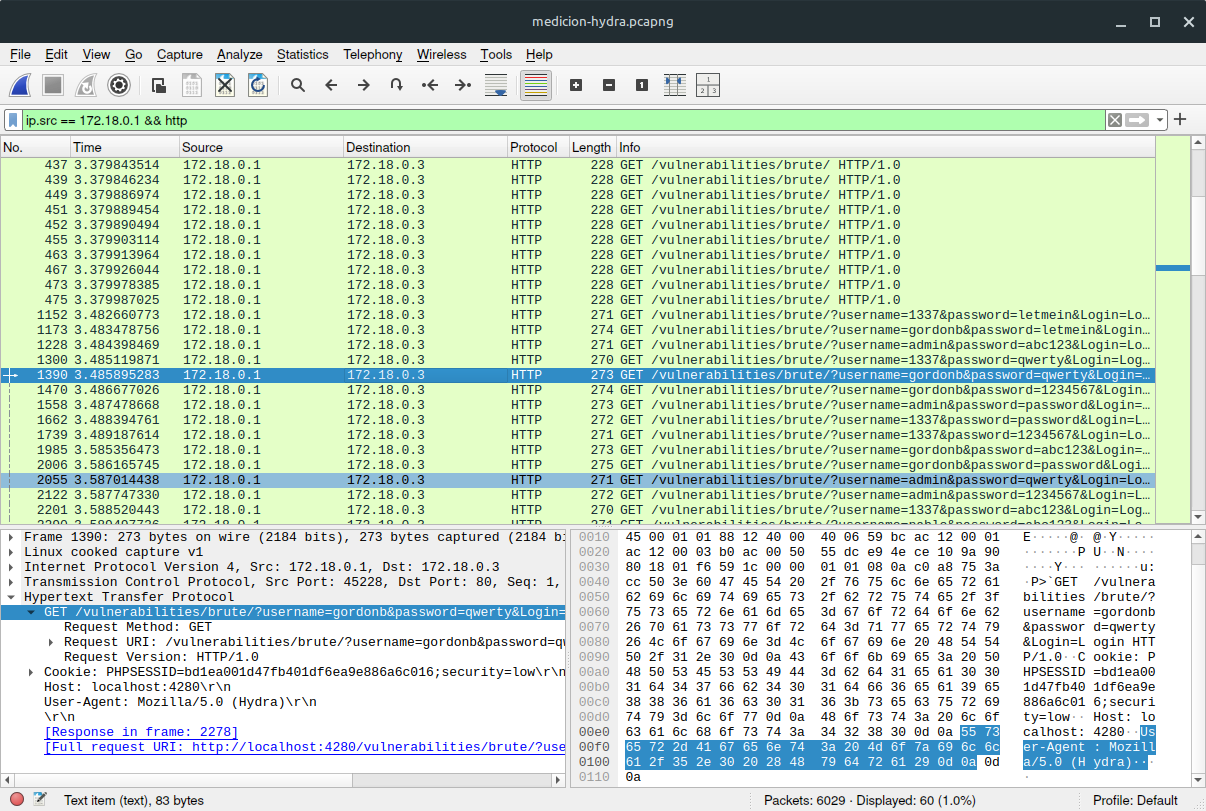 medicion-hydra.pcapng
File Edit View Go Capture Analyze Statistics Telephony Wireless Tools Help
ip.src == 172.18.0.1 && http
No. Time Source Destination Protocol Length Info
437 3.379843514 172.18.0.1 172.18.0.3 HTTP 228 GET /vulnerabilities/brute/ HTTP/1.0
439 3.379846234 172.18.0.1 172.18.0.3 HTTP 228 GET /vulnerabilities/brute/ HTTP/1.0
449 3.379886974 172.18.0.1 172.18.0.3 HTTP 228 GET /vulnerabilities/brute/ HTTP/1.0
451 3.379889454 172.18.0.1 172.18.0.3 HTTP 228 GET /vulnerabilities/brute/ HTTP/1.0
452 3.379890494 172.18.0.1 172.18.0.3 HTTP 228 GET /vulnerabilities/brute/ HTTP/1.0
455 3.379903114 172.18.0.1 172.18.0.3 HTTP 228 GET /vulnerabilities/brute/ HTTP/1.0
463 3.379913964 172.18.0.1 172.18.0.3 HTTP 228 GET /vulnerabilities/brute/ HTTP/1.0
467 3.379926044 172.18.0.1 172.18.0.3 HTTP 228 GET /vulnerabilities/brute/ HTTP/1.0
473 3.379978385 172.18.0.1 172.18.0.3 HTTP 228 GET /vulnerabilities/brute/ HTTP/1.0
475 3.379987025 172.18.0.1 172.18.0.3 HTTP 228 GET /vulnerabilities/brute/ HTTP/1.0
1152 3.482660773 172.18.0.1 172.18.0.3 HTTP 271 GET /vulnerabilities/brute/?username=1337&password=letmein&Login=Lo…
1173 3.483478756 172.18.0.1 172.18.0.3 HTTP 274 GET /vulnerabilities/brute/?username=gordonb&password=letmein&Login…
1228 3.484398469 172.18.0.1 172.18.0.3 HTTP 271 GET /vulnerabilities/brute/?username=admin&password=abc123&Login=Lo…
1300 3.485119871 172.18.0.1 172.18.0.3 HTTP 270 GET /vulnerabilities/brute/?username=1337&password=qwerty&Login=Log…
1390 3.485895283 172.18.0.1 172.18.0.3 HTTP 273 GET /vulnerabilities/brute/?username=gordonb&password=qwerty&Login=…
1470 3.486677026 172.18.0.1 172.18.0.3 HTTP 274 GET /vulnerabilities/brute/?username=gordonb&password=1234567&Login…
1558 3.487478668 172.18.0.1 172.18.0.3 HTTP 273 GET /vulnerabilities/brute/?username=admin&password=password&Login=…
1662 3.488394761 172.18.0.1 172.18.0.3 HTTP 272 GET /vulnerabilities/brute/?username=1337&password=password&Login=L…
1739 3.489187614 172.18.0.1 172.18.0.3 HTTP 271 GET /vulnerabilities/brute/?username=1337&password=1234567&Login=Lo…
1985 3.585356473 172.18.0.1 172.18.0.3 HTTP 273 GET /vulnerabilities/brute/?username=gordonb&password=abc123&Login=…
2006 3.586165745 172.18.0.1 172.18.0.3 HTTP 275 GET /vulnerabilities/brute/?username=gordonb&password=password&Logi…
2055 3.587014438 172.18.0.1 172.18.0.3 HTTP 271 GET /vulnerabilities/brute/?username=admin&password=qwerty&Login=Lo…
2122 3.587747330 172.18.0.1 172.18.0.3 HTTP 272 GET /vulnerabilities/brute/?username=admin&password=1234567&Login=L…
2201 3.588520443 172.18.0.1 172.18.0.3 HTTP 270 GET /vulnerabilities/brute/?username=1337&password=abc123&Login=Log…
Frame 1390: 273 bytes on wire (2184 bits), 273 bytes captured (2184 bi
Linux cooked capture v1
Internet Protocol Version 4, Src: 172.18.0.1, Dst: 172.18.0.3
Transmission Control Protocol, Src Port: 45228, Dst Port: 80, Seq: 1,
Hypertext Transfer Protocol
GET /vulnerabilities/brute/?username=gordonb&password=qwerty&Login=
Request Method: GET
Request URI: /vulnerabilities/brute/?username=gordonb&password=qw
Request Version: HTTP/1.0
Cookie: PHPSESSID=bd1ea001d47fb401df6ea9e886a6c016;security=low\r\n
Host: localhost:4280\r\n
User-Agent: Mozilla/5.0 (Hydra)\r\n
\r\n
[Response in frame: 2278]
[Full request URI: http://localhost:4280/vulnerabilities/brute/?use
0010 45 00 01 01 88 12 40 00 40 06 59 bc ac 12 00 01 E·····@· @·Y·····
0020 ac 12 00 03 b0 ac 00 50 55 dc e9 4e ce 10 9a 90 ·······P U··N····
0030 80 18 01 f6 59 1c 00 00 01 01 08 0a c0 a8 75 3a ····Y··· ······u:
0040 cc 50 3e 60 47 45 54 20 2f 76 75 6c 6e 65 72 61 ·P>`GET /vulnera
0050 62 69 6c 69 74 69 65 73 2f 62 72 75 74 65 2f 3f bilities /brute/?
0060 75 73 65 72 6e 61 6d 65 3d 67 6f 72 64 6f 6e 62 username =gordonb
0070 26 70 61 73 73 77 6f 72 64 3d 71 77 65 72 74 79 &passwor d=qwerty
0080 26 4c 6f 67 69 6e 3d 4c 6f 67 69 6e 20 48 54 54 &Login=L ogin HTT
0090 50 2f 31 2e 30 0d 0a 43 6f 6f 6b 69 65 3a 20 50 P/1.0··C ookie: P
00a0 48 50 53 45 53 53 49 44 3d 62 64 31 65 61 30 30 HPSESSID =bd1ea00
00b0 31 64 34 37 66 62 34 30 31 64 66 36 65 61 39 65 1d47fb40 1df6ea9e
00c0 38 38 36 61 36 63 30 31 36 3b 73 65 63 75 72 69 886a6c01 6;securi
00d0 74 79 3d 6c 6f 77 0d 0a 48 6f 73 74 3a 20 6c 6f ty=low·· Host: lo
00e0 63 61 6c 68 6f 73 74 3a 34 32 38 30 0d 0a 55 73 calhost: 4280··Us
00f0 65 72 2d 41 67 65 6e 74 3a 20 4d 6f 7a 69 6c 6c er-Agent : Mozill
0100 61 2f 35 2e 30 20 28 48 79 64 72 61 29 0d 0a 0d a/5.0 (H ydra)···
0110 0a ·
Text item (text), 83 bytes
Packets: 6029 · Displayed: 60 (1.0%)
Profile: Default